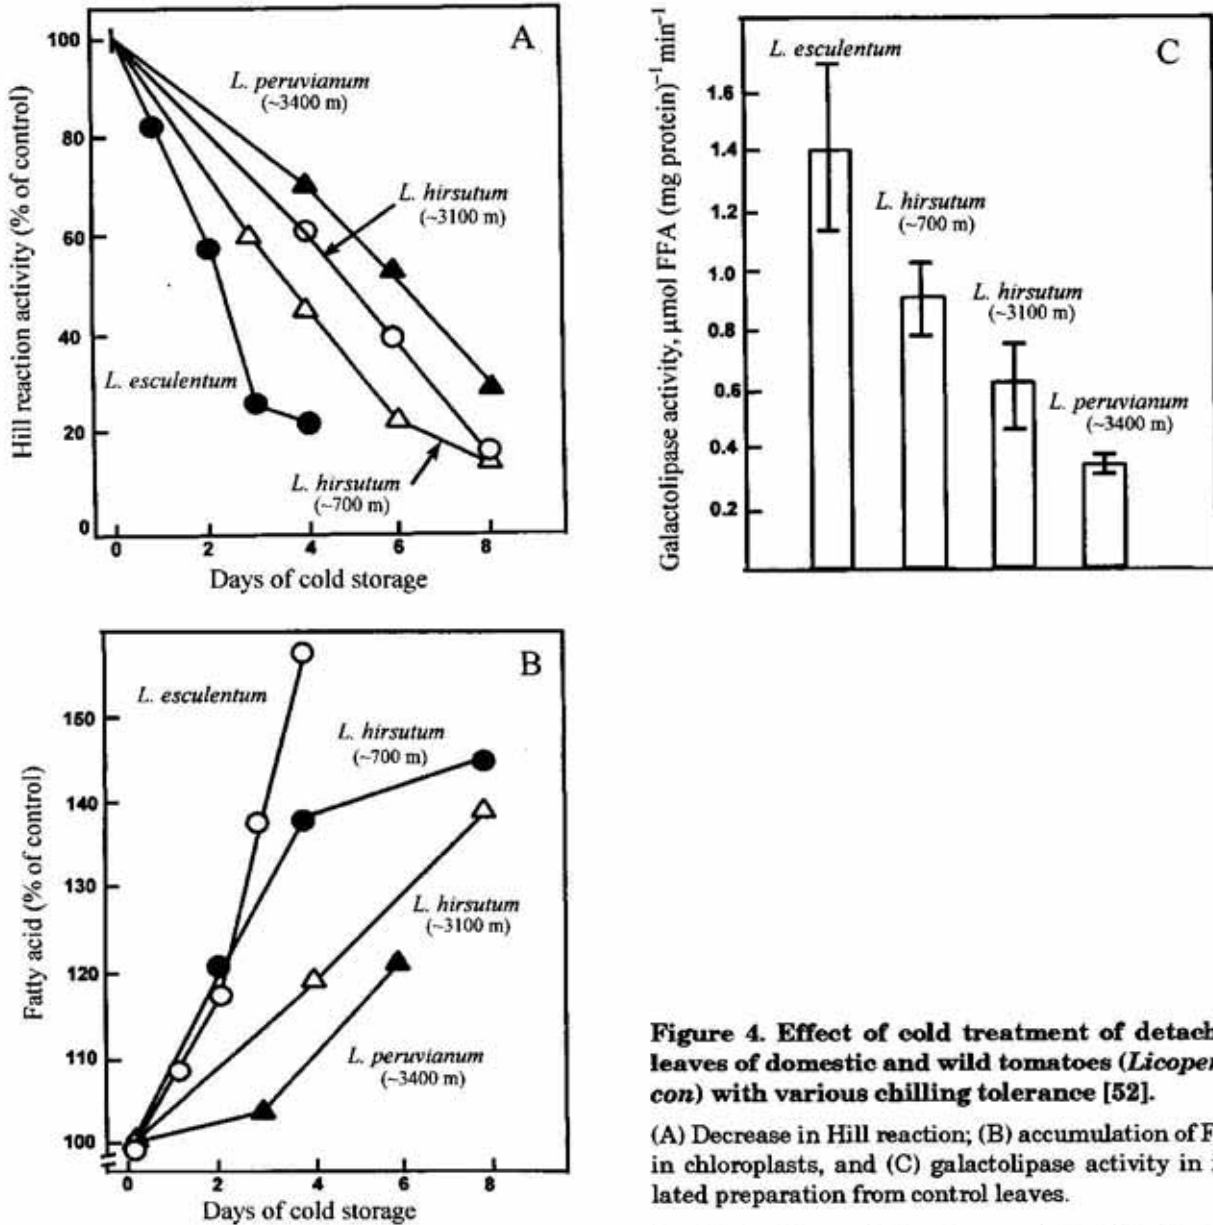 A
Hill reaction activity (% of control)
100
80
60
40
20
0
L. peruvianum
(~3400 m)
L. hirsutum
(~3100 m)
L. esculentum
L. hirsutum
(~700 m)
0 2 4 6 8
Days of cold storage
B
Fatty acid (% of control)
150
140
130
120
110
100
L. esculentum
L. hirsutum
(~700 m)
L. hirsutum
(~3100 m)
L. peruvianum
(~3400 m)
0 2 4 6 8
Days of cold storage
C
Galactolipase activity, μmol FFA (mg protein)⁻¹ min⁻¹
1.6
1.4
1.2
1.0
0.8
0.6
0.4
0.2
L. esculentum
L. hirsutum
(~700 m)
L. hirsutum
(~3100 m)
L. peruvianum
(~3400 m)
Figure 4. Effect of cold treatment of detach
leaves of domestic and wild tomatoes (Licoper
con) with various chilling tolerance [52].
(A) Decrease in Hill reaction; (B) accumulation of F
in chloroplasts, and (C) galactolipase activity in
lated preparation from control leaves.